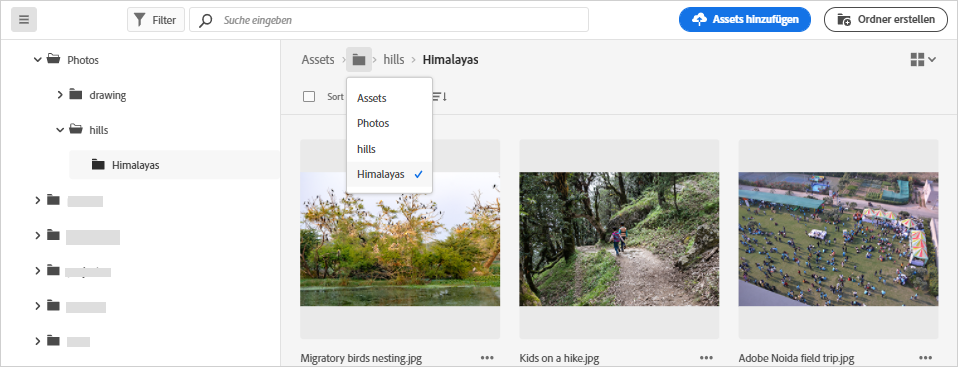 Filter
Suche eingeben
Assets hinzufügen
Ordner erstellen
Photos
drawing
hills
Himalayas
Assets › › hills › Himalayas
Sort
Assets
Photos
hills
Himalayas
Migratory birds nesting.jpg
Kids on a hike.jpg
Adobe Noida field trip.jpg